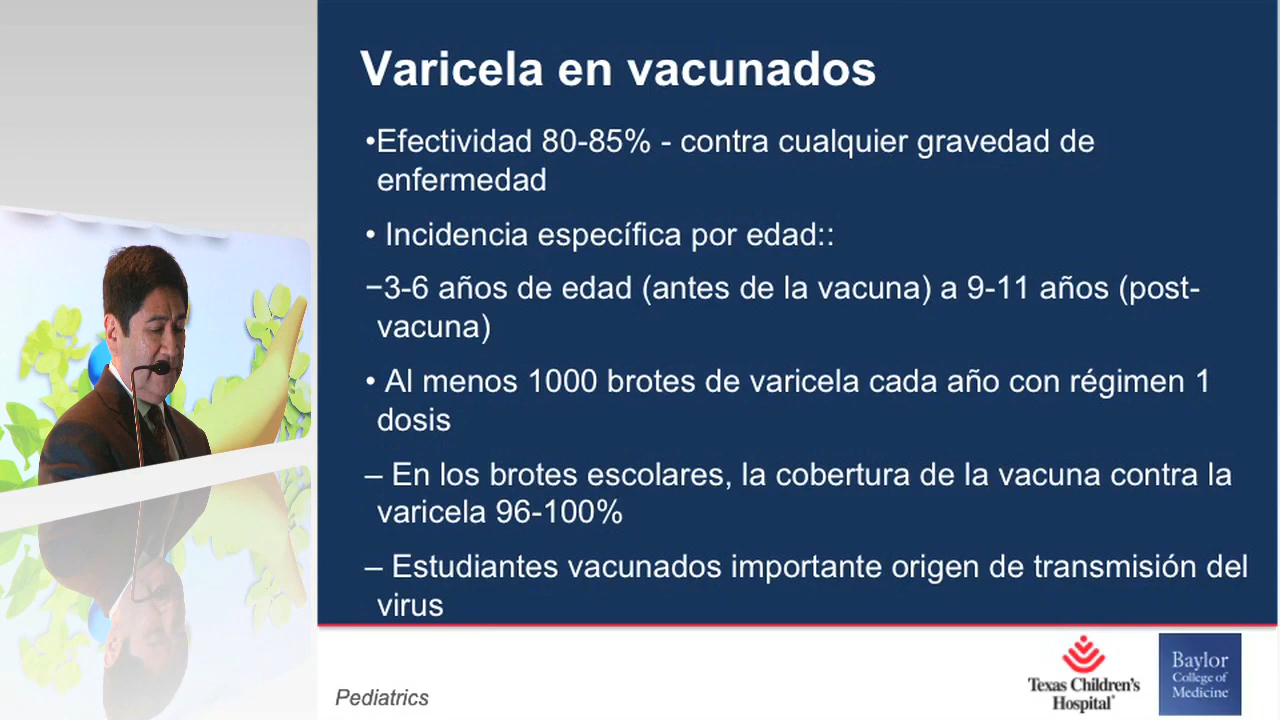 Varicela en vacunados
•Efectividad 80-85% - contra cualquier gravedad de
enfermedad
• Incidencia específica por edad::
−3-6 años de edad (antes de la vacuna) a 9-11 años (post-
vacuna)
• Al menos 1000 brotes de varicela cada año con régimen 1
dosis
– En los brotes escolares, la cobertura de la vacuna contra la
varicela 96-100%
– Estudiantes vacunados importante origen de transmisión del
virus
Pediatrics
Texas Children's
Hospital
Baylor
College of
Medicine